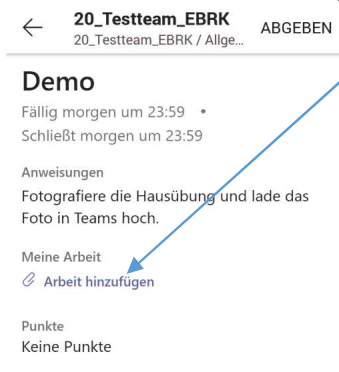 20_Testteam_EBRK
ABGEBEN
20_Testteam_EBRK / Allge...
Demo
Fällig morgen um 23:59 •
Schließt morgen um 23:59
Anweisungen
Fotografiere die Hausübung und lade das
Foto in Teams hoch.
Meine Arbeit
Arbeit hinzufügen
Punkte
Keine Punkte